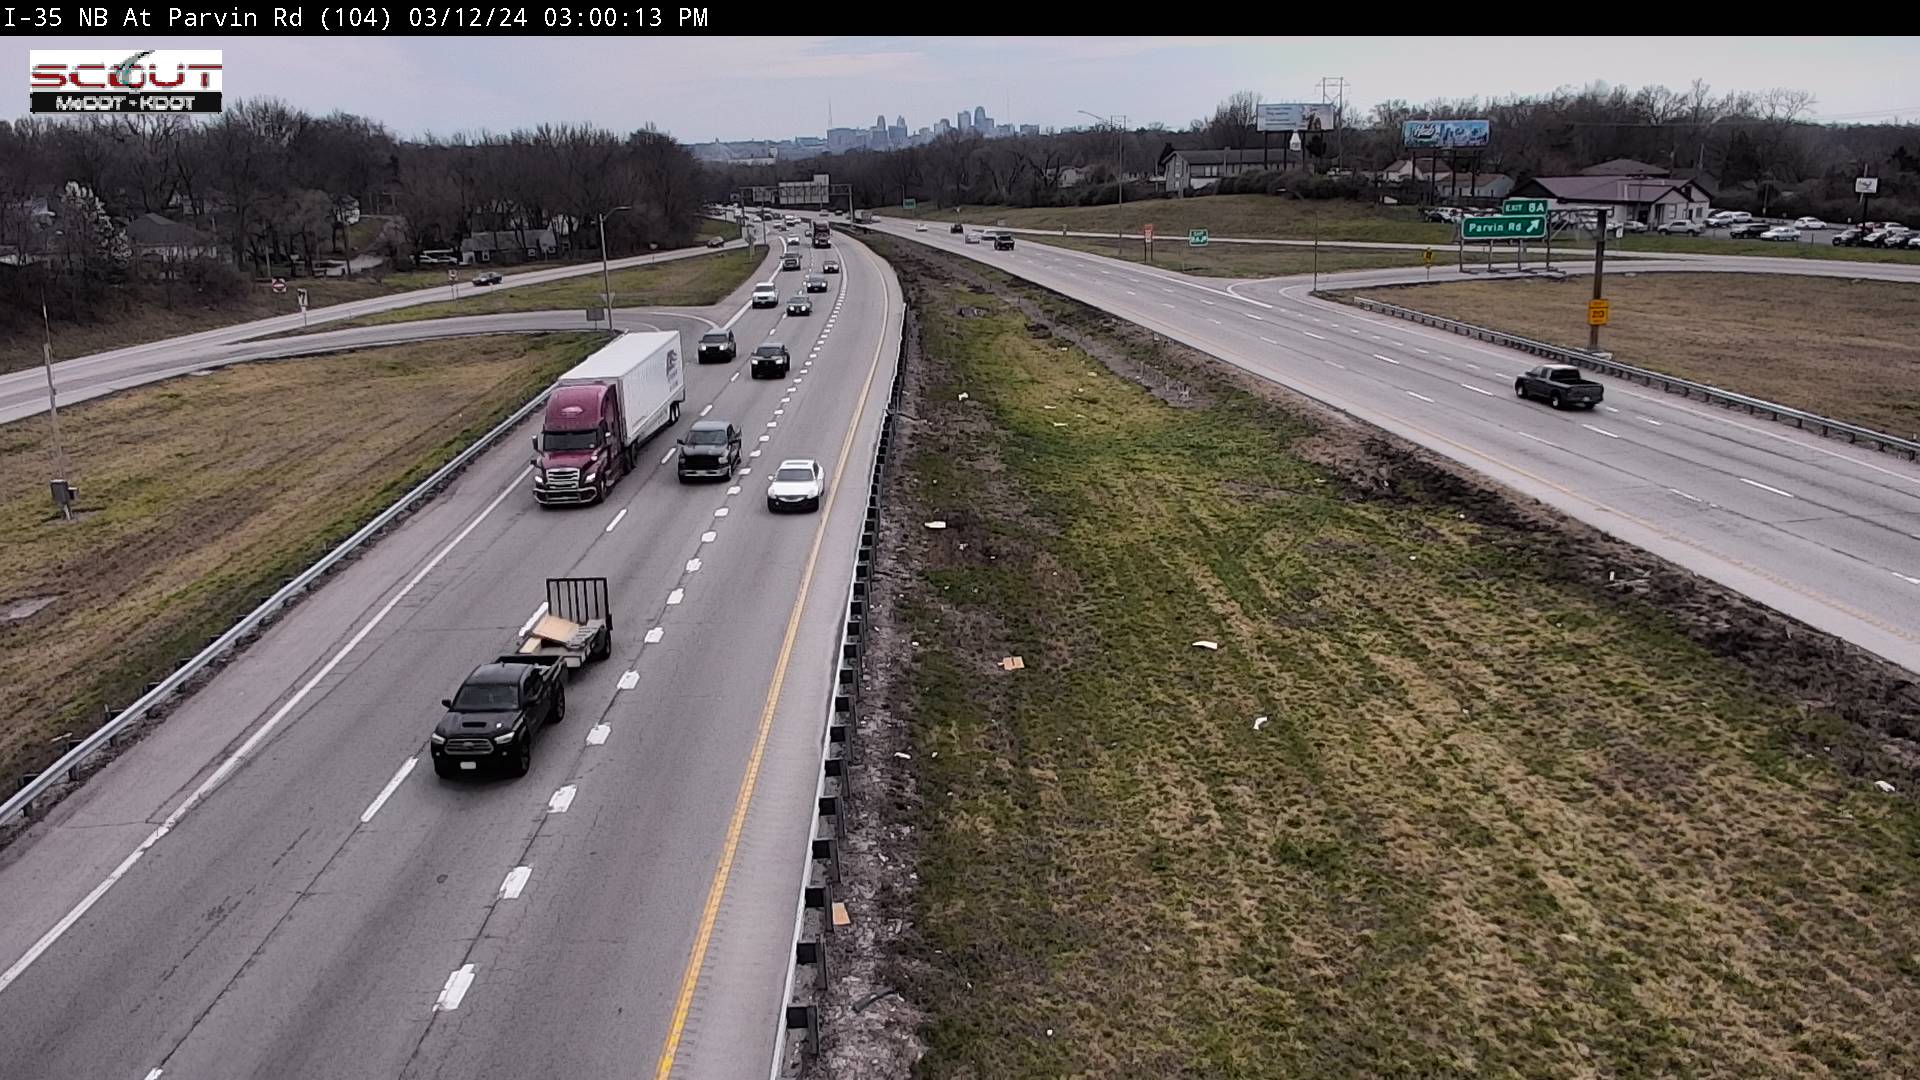 I-35 NB At Parvin Rd (104) 03/12/24 03:00:13 PM
SCOUT
MoDOT - KDOT
EXIT 8A
Parvin Rd
20